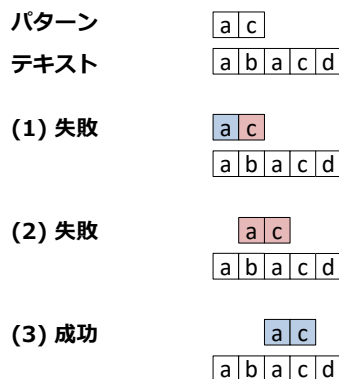 パターン a c
テキスト a b a c d
(1) 失敗 a c
a b a c d
(2) 失敗 a c
a b a c d
(3) 成功 a c
a b a c d